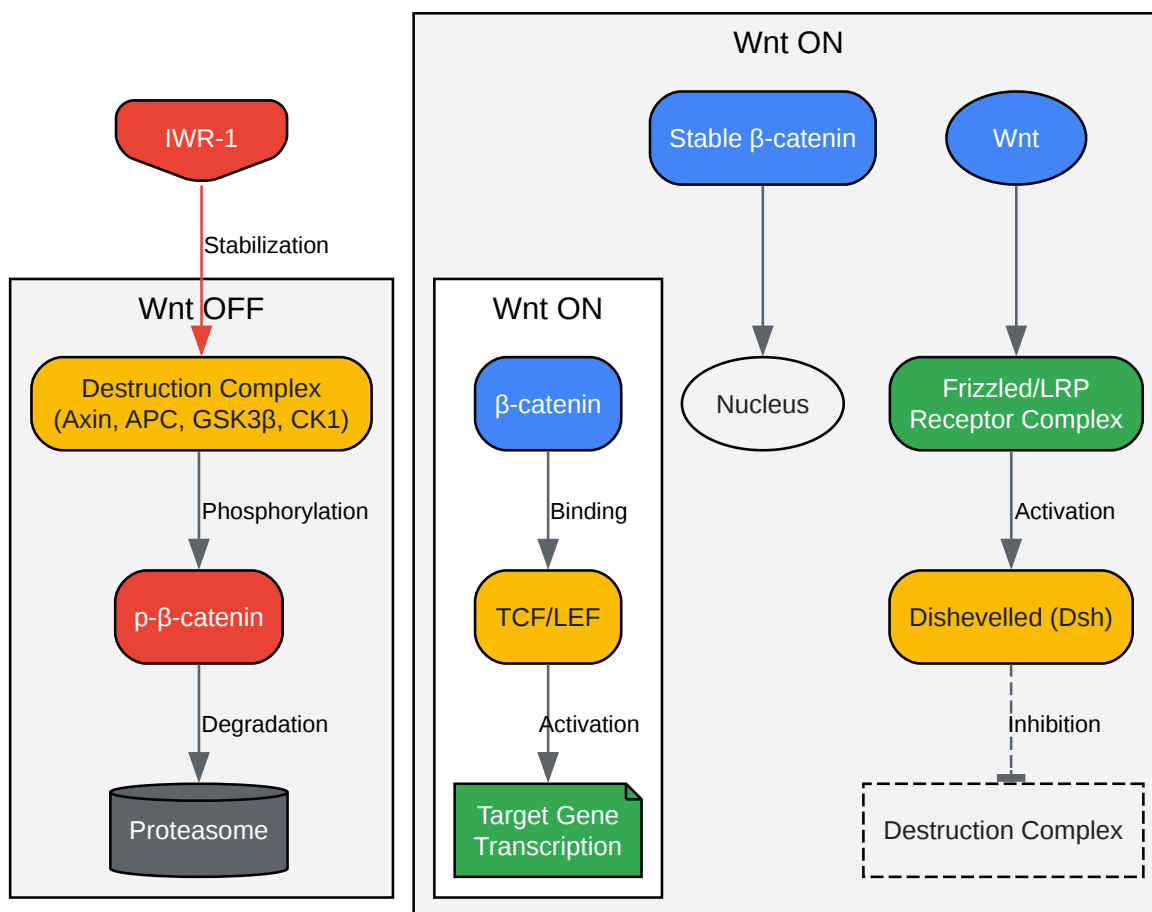 Wnt ON
IWR-1
Stable β-catenin
Wnt
Stabilization
Wnt OFF
Wnt ON
Destruction Complex
(Axin, APC, GSK3β, CK1)
β-catenin
Nucleus
Frizzled/LRP
Receptor Complex
Phosphorylation
Binding
Activation
p-β-catenin
TCF/LEF
Dishevelled (Dsh)
Degradation
Activation
Inhibition
Proteasome
Target Gene
Transcription
Destruction Complex